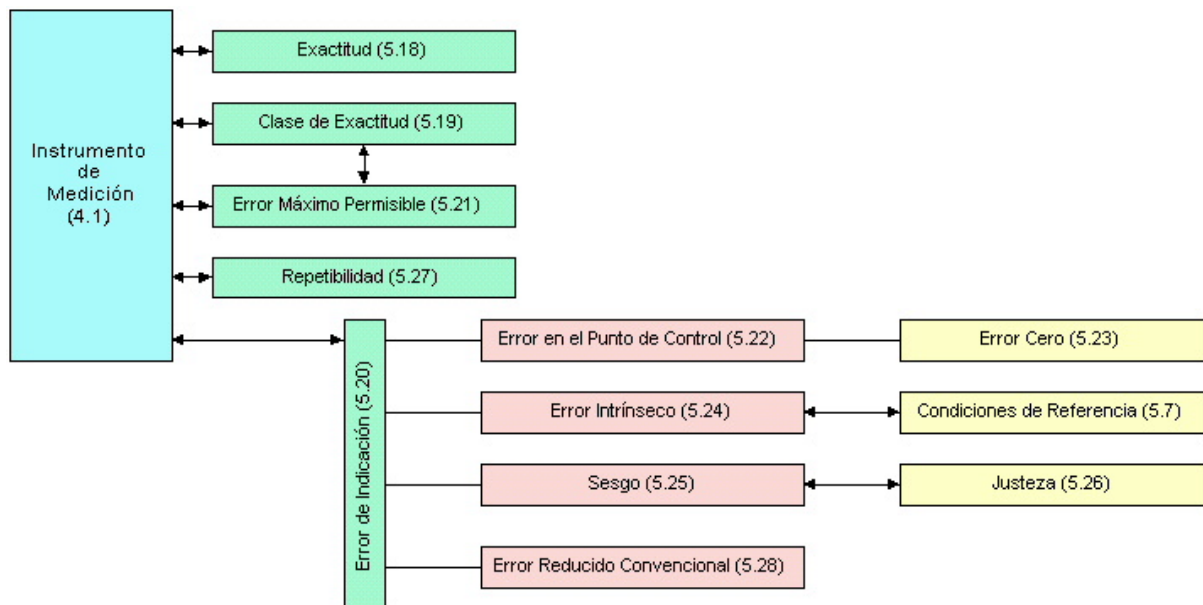 Instrumento
de
Medición
(4.1)
Exactitud (5.18)
Clase de Exactitud (5.19)
Error Máximo Permisible (5.21)
Repetibilidad (5.27)
Error de Indicación (5.20)
Error en el Punto de Control (5.22)
Error Cero (5.23)
Error Intrínseco (5.24)
Condiciones de Referencia (5.7)
Sesgo (5.25)
Justeza (5.26)
Error Reducido Convencional (5.28)